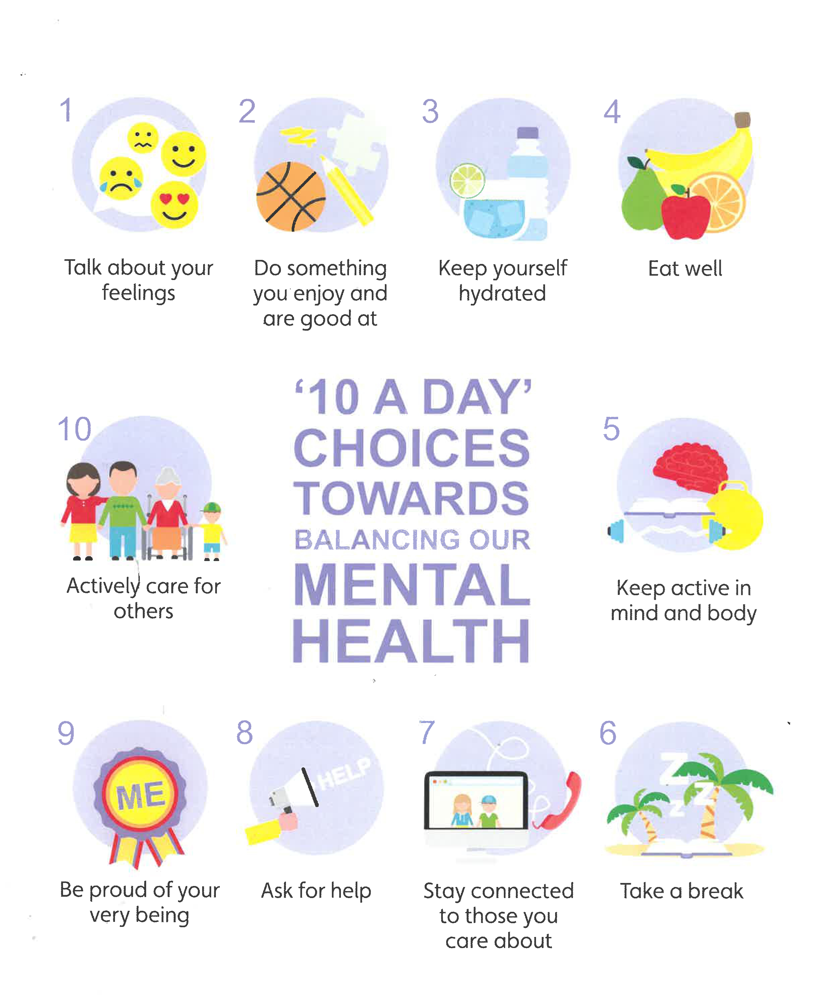 1
Talk about your
feelings
2
Do something
you enjoy and
are good at
3
Keep yourself
hydrated
4
Eat well
'10 A DAY'
CHOICES
TOWARDS
BALANCING OUR
MENTAL
HEALTH
5
Keep active in
mind and body
6
Z
Z
Z
Take a break
7
Stay connected
to those you
care about
8
HELP
Ask for help
9
ME
Be proud of your
very being
10
Actively care for
others